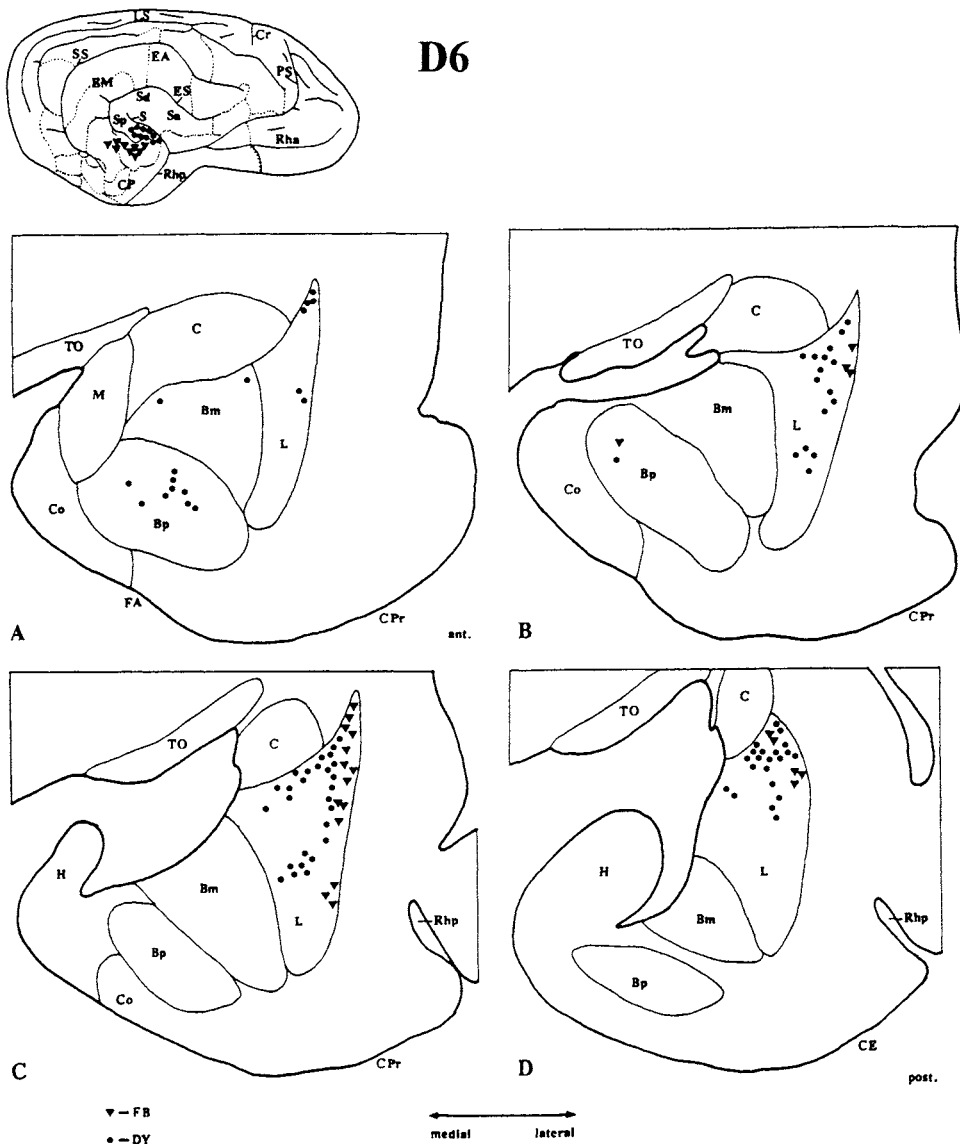 D6
LS
Cr
SS
EA
PS
EM
ES
Sd
Sp
S
Sa
Rha
CP
Rhp
C
TO
M
Bm
L
Co
Bp
FA
CPr
A
ant.
C
TO
Bm
L
Co
Bp
CPr
B
TO
C
H
Bm
L
Rhp
Bp
Co
CPr
C
C
TO
H
L
Bm
Rhp
Bp
CE
D
post.
▼ – FB
● – DY
medial lateral